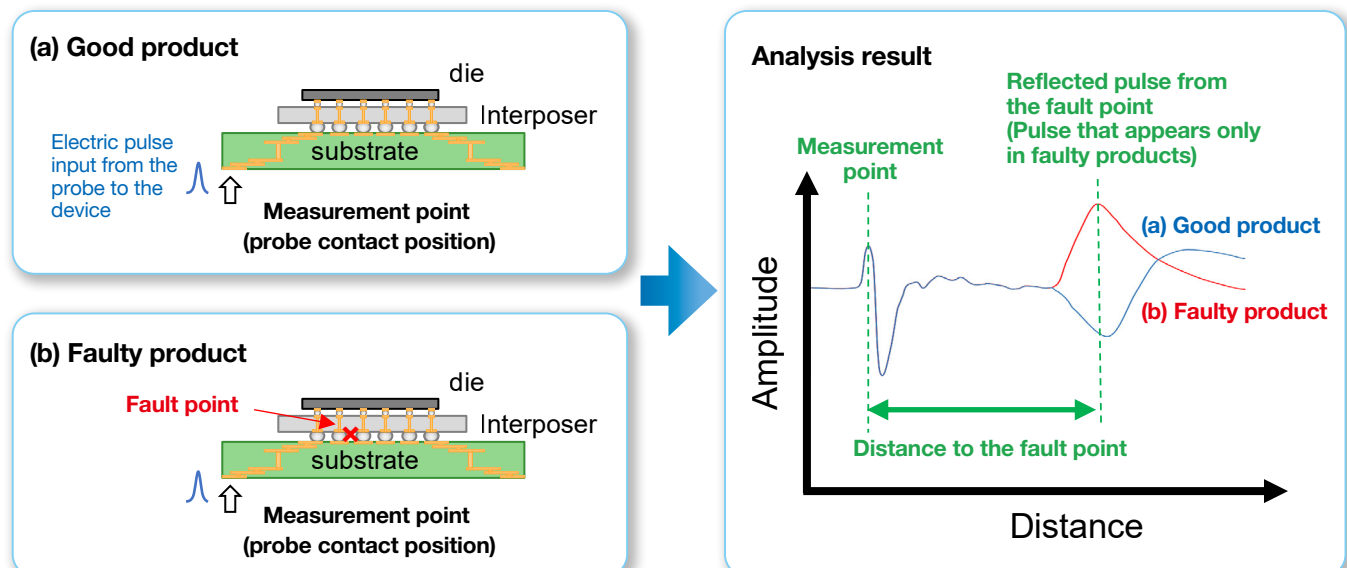 (a) Good product
die
Interposer
substrate
Electric pulse
input from the
probe to the
device
Measurement point
(probe contact position)
(b) Faulty product
Fault point
die
Interposer
substrate
Measurement point
(probe contact position)
Analysis result
Reflected pulse from
the fault point
(Pulse that appears only
in faulty products)
Measurement
point
(a) Good product
(b) Faulty product
Amplitude
Distance to the fault point
Distance